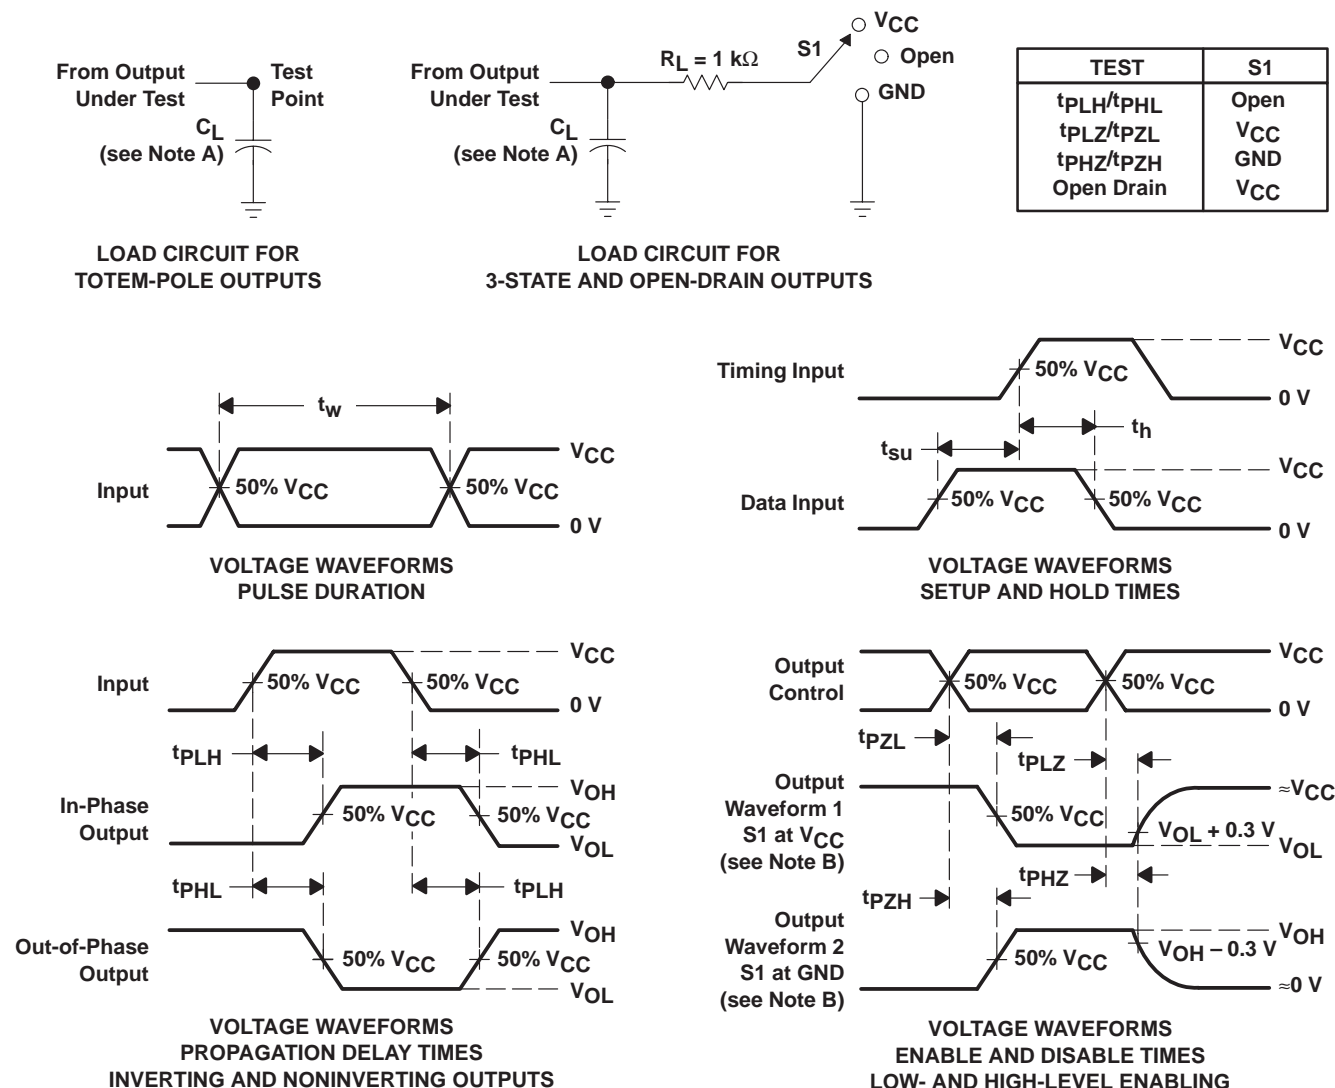 From Output
Under Test
Test
Point
CL
(see Note A)
LOAD CIRCUIT FOR
TOTEM-POLE OUTPUTS
From Output
Under Test
CL
(see Note A)
RL = 1 kΩ
S1
VCC
Open
GND
LOAD CIRCUIT FOR
3-STATE AND OPEN-DRAIN OUTPUTS
TEST S1
tPLH/tPHL Open
tPLZ/tPZL VCC
tPHZ/tPZH GND
Open Drain VCC
tw
Input
50% VCC
50% VCC
VCC
0 V
VOLTAGE WAVEFORMS
PULSE DURATION
Timing Input
50% VCC
VCC
0 V
tsu
th
Data Input
50% VCC
50% VCC
VCC
0 V
VOLTAGE WAVEFORMS
SETUP AND HOLD TIMES
Input
50% VCC
50% VCC
VCC
0 V
tPLH
tPHL
In-Phase
Output
50% VCC
50% VCC
VOH
VOL
tPHL
tPLH
Out-of-Phase
Output
50% VCC
50% VCC
VOH
VOL
VOLTAGE WAVEFORMS
PROPAGATION DELAY TIMES
INVERTING AND NONINVERTING OUTPUTS
Output
Control
50% VCC
50% VCC
VCC
0 V
tPZL
tPLZ
Output
Waveform 1
S1 at VCC
(see Note B)
50% VCC
≈VCC
VOL + 0.3 V
VOL
tPZH
tPHZ
Output
Waveform 2
S1 at GND
(see Note B)
50% VCC
VOH
VOH – 0.3 V
≈0 V
VOLTAGE WAVEFORMS
ENABLE AND DISABLE TIMES
LOW- AND HIGH-LEVEL ENABLING